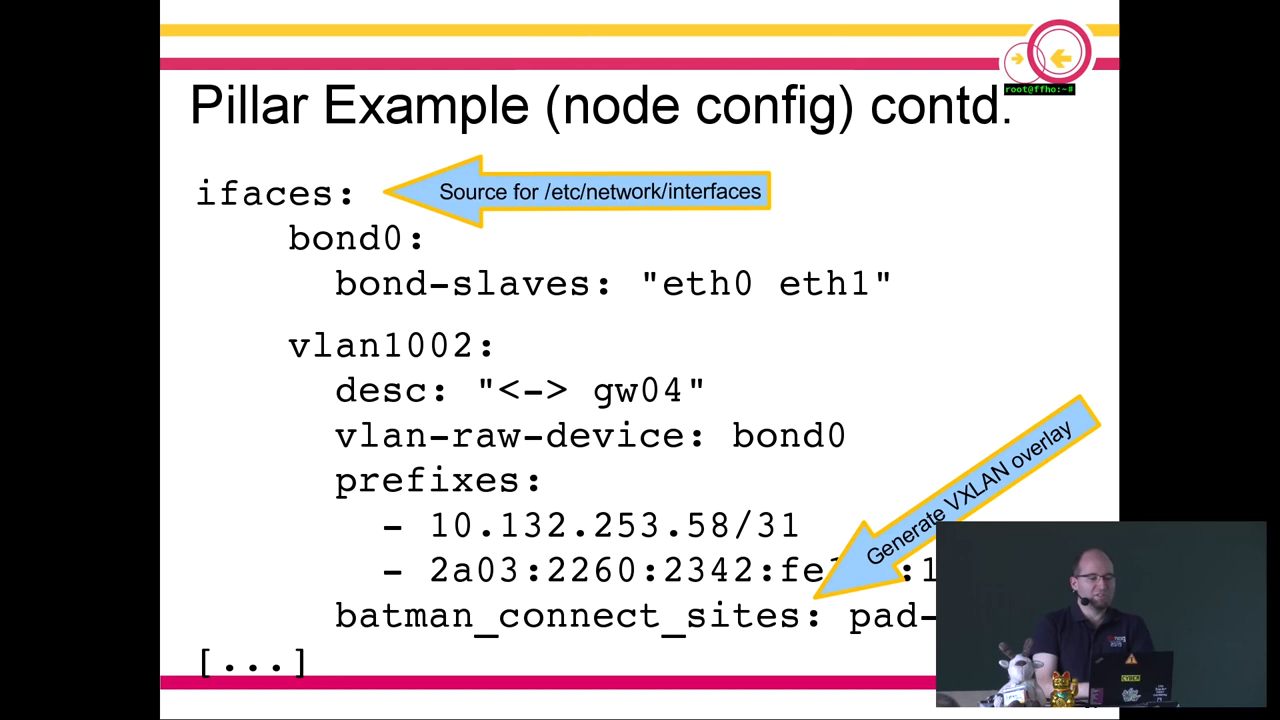 root@ffho:~#
Pillar Example (node config) contd.
ifaces:
Source for /etc/network/interfaces
bond0:
bond-slaves: "eth0 eth1"
vlan1002:
desc: "<-> gw04"
vlan-raw-device: bond0
prefixes:
- 10.132.253.58/31
Generate VXLAN overlay
- 2a03:2260:2342:fe
batman_connect_sites: pad-
[...]
CYBER